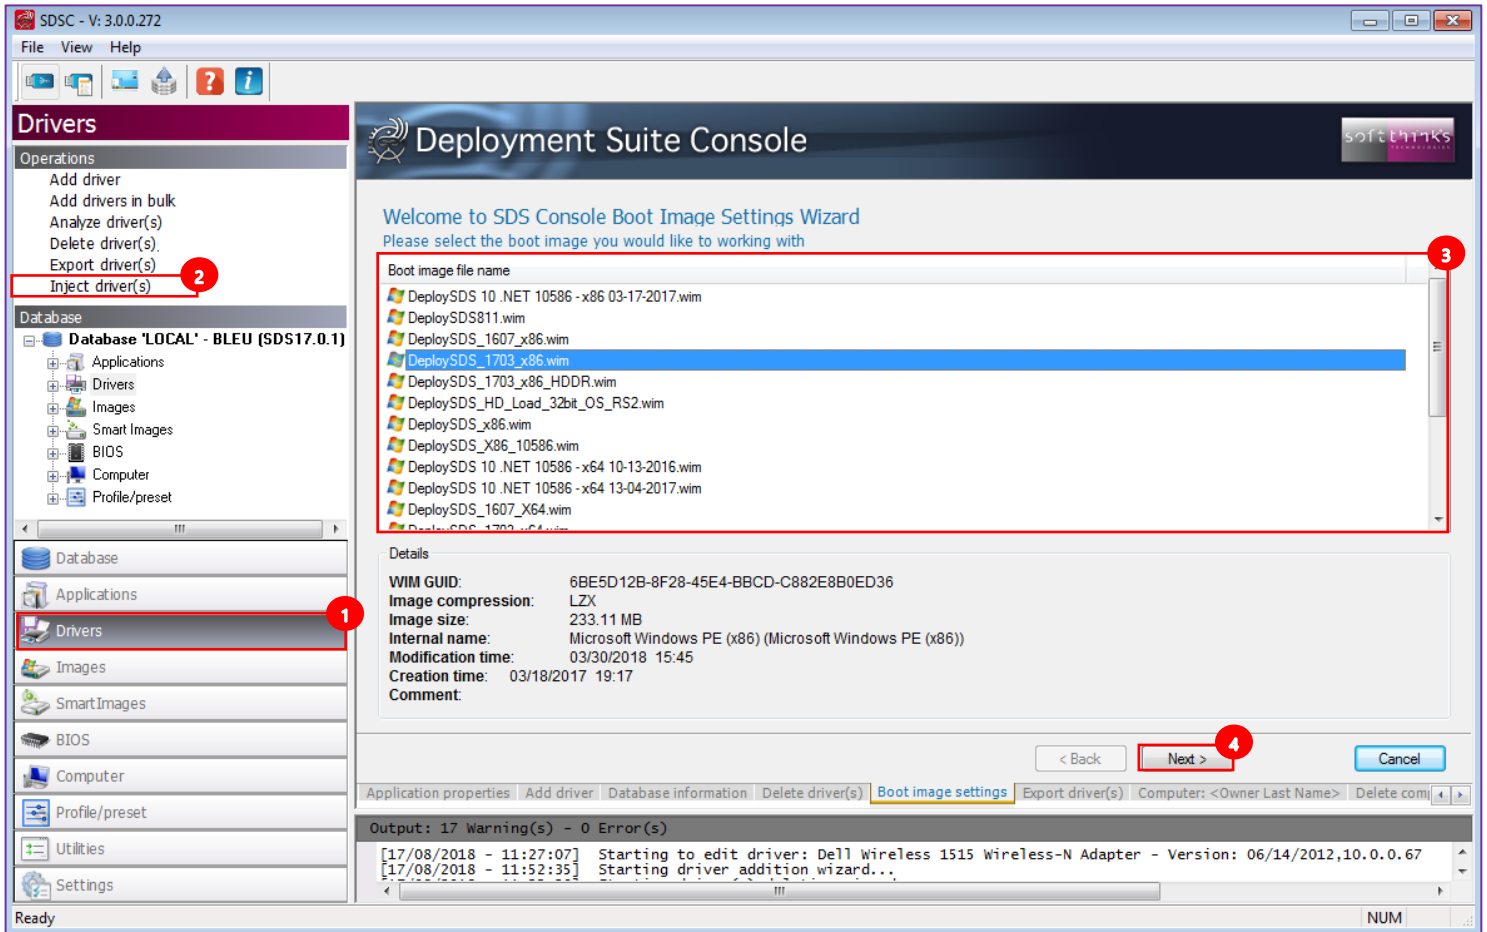 SDSC - V: 3.0.0.272
File View Help
Drivers
Operations
Add driver
Add drivers in bulk
Analyze driver(s)
Delete driver(s)
Export driver(s)
2
Inject driver(s)
Database
Database 'LOCAL' - BLEU (SDS17.0.1)
Applications
Drivers
Images
Smart Images
BIOS
Computer
Profile/preset
Database
Applications
1
Drivers
Images
SmartImages
BIOS
Computer
Profile/preset
Utilities
Settings
Deployment Suite Console
softthinks
TECHNOLOGIES
Welcome to SDS Console Boot Image Settings Wizard
Please select the boot image you would like to working with
3
Boot image file name
DeploySDS 10 .NET 10586 - x86 03-17-2017.wim
DeploySDS811.wim
DeploySDS_1607_x86.wim
DeploySDS_1703_x86.wim
DeploySDS_1703_x86_HDDR.wim
DeploySDS_HD_Load_32bit_OS_RS2.wim
DeploySDS_x86.wim
DeploySDS_X86_10586.wim
DeploySDS 10 .NET 10586 - x64 10-13-2016.wim
DeploySDS 10 .NET 10586 - x64 13-04-2017.wim
DeploySDS_1607_X64.wim
DeploySDS_1703_x64.wim
Details
WIM GUID: 6BE5D12B-8F28-45E4-BBCD-C882E8B0ED36
Image compression: LZX
Image size: 233.11 MB
Internal name: Microsoft Windows PE (x86) (Microsoft Windows PE (x86))
Modification time: 03/30/2018 15:45
Creation time: 03/18/2017 19:17
Comment:
4
< Back Next > Cancel
Application properties Add driver Database information Delete driver(s) Boot image settings Export driver(s) Computer: <Owner Last Name> Delete com
Output: 17 Warning(s) - 0 Error(s)
[17/08/2018 - 11:27:07] Starting to edit driver: Dell Wireless 1515 Wireless-N Adapter - Version: 06/14/2012,10.0.0.67
[17/08/2018 - 11:52:35] Starting driver addition wizard...
Ready NUM